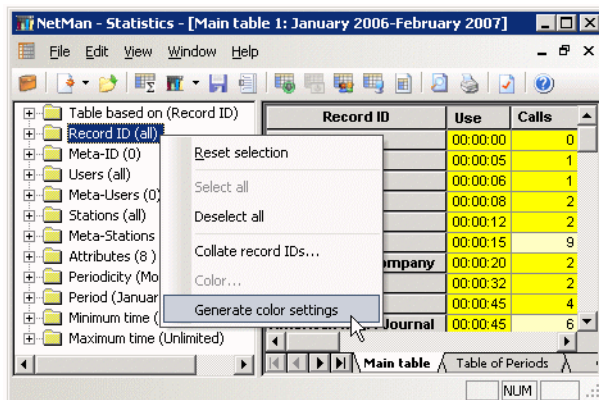 NetMan - Statistics - [Main table 1: January 2006-February 2007]
File Edit View Window Help
Table based on (Record ID)
Record ID (all)
Meta-ID (0)
Users (all)
Meta-Users (0)
Stations (all)
Meta-Stations
Attributes (8 )
Periodicity (Mo
Period (Januar
Minimum time (
Maximum time (Unlimited)
Reset selection
Select all
Deselect all
Collate record IDs...
Color...
Generate color settings
Record ID Use Calls
00:00:00 0
00:00:05 1
00:00:06 1
00:00:08 2
00:00:12 2
00:00:15 9
mpany 00:00:20 2
00:00:32 2
00:00:45 4
Journal 00:00:45 6
Main table Table of Periods
NUM